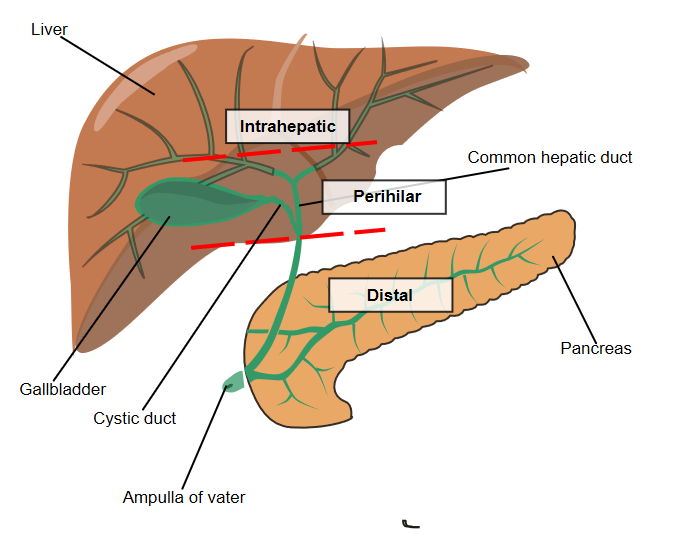 Liver
Intrahepatic
Common hepatic duct
Perihilar
Distal
Pancreas
Gallbladder
Cystic duct
Ampulla of vater